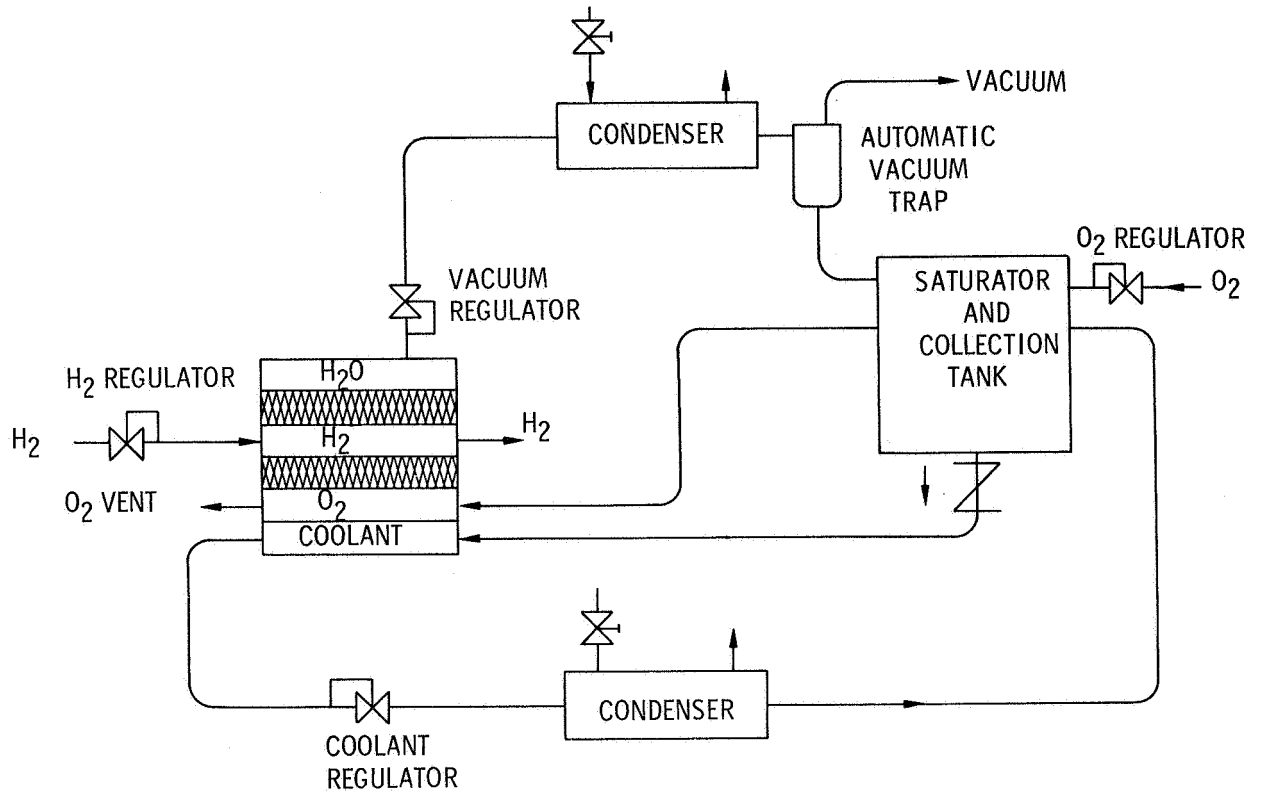 CONDENSER
VACUUM
AUTOMATIC
VACUUM
TRAP
O2 REGULATOR
O2
SATURATOR
AND
COLLECTION
TANK
VACUUM
REGULATOR
H2 REGULATOR
H2
H2O
H2
H2
O2 VENT
O2
COOLANT
CONDENSER
COOLANT
REGULATOR